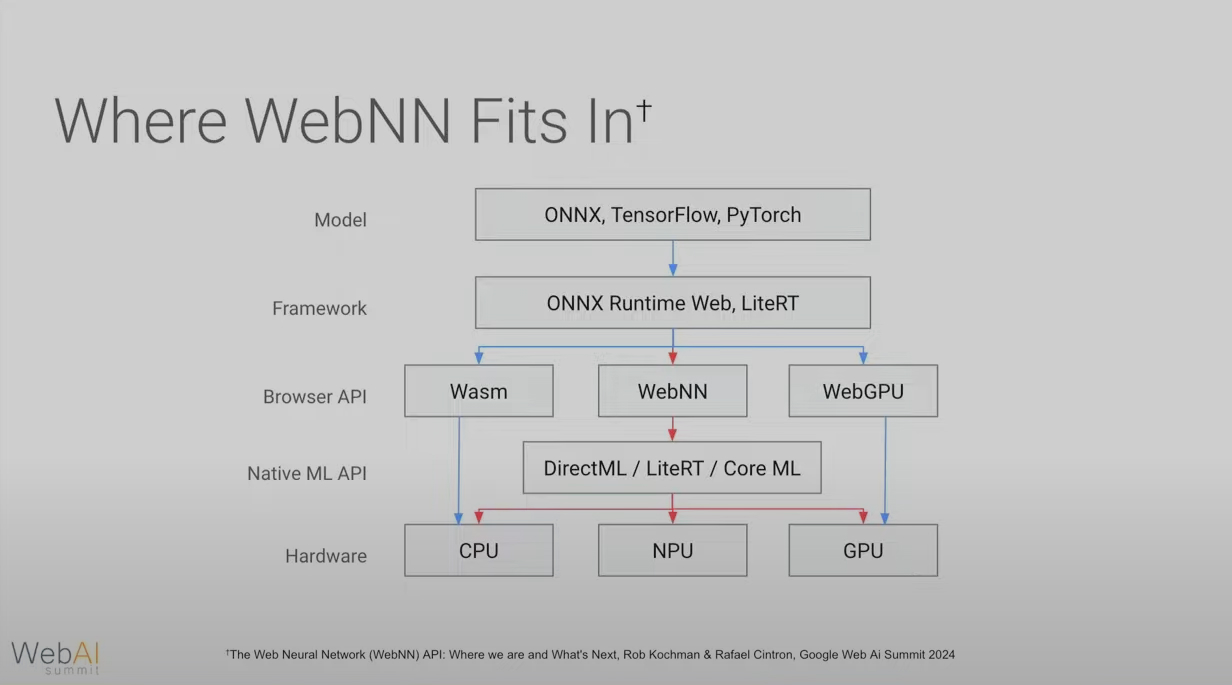 Where WebNN Fits In†
Model
ONNX, TensorFlow, PyTorch
Framework
ONNX Runtime Web, LiteRT
Browser API
Wasm
WebNN
WebGPU
Native ML API
DirectML / LiteRT / Core ML
Hardware
CPU
NPU
GPU
WebAI
summit
†The Web Neural Network (WebNN) API: Where we are and What's Next, Rob Kochman & Rafael Cintron, Google Web Ai Summit 2024